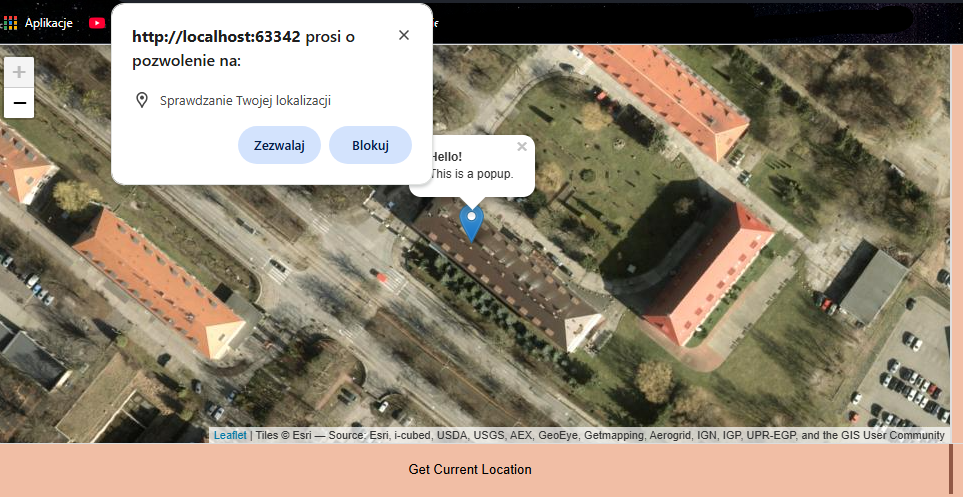 Aplikacje
http://localhost:63342 prosi o
pozwolenie na:
Sprawdzanie Twojej lokalizacji
Zezwalaj Blokuj
+
−
Hello!
This is a popup.
Leaflet | Tiles © Esri — Source: Esri, i-cubed, USDA, USGS, AEX, GeoEye, Getmapping, Aerogrid, IGN, IGP, UPR-EGP, and the GIS User Community
Get Current Location